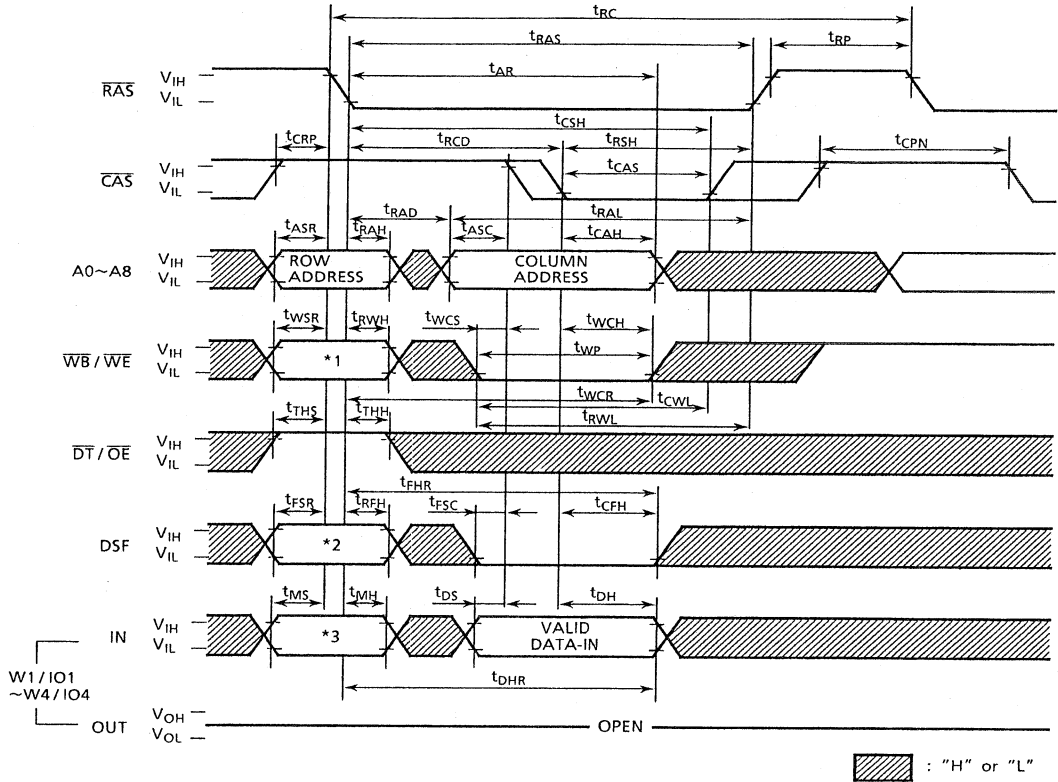 tRC
tRAS
tRP
tAR
RAS VIH
VIL
tCSH
tCRP tRCD tRSH tCPN
CAS VIH
VIL
tCAS
tRAD tRAL
tASR tRAH tASC tCAH
A0~A8 VIH
VIL
ROW ADDRESS
COLUMN ADDRESS
tWSR tRWH tWCS tWCH
WB / WE VIH
VIL
*1 tWP
tWCR
tCWL
tTHS tTHH tRWL
DT / OE VIH
VIL
tFHR
tFSR tRFH tFSC tCFH
DSF VIH
VIL
*2
tMS tMH tDS tDH
IN VIH
VIL
*3
VALID DATA-IN
W1 / IO1
~W4 / IO4
tDHR
OUT VOH
VOL
OPEN
: "H" or "L"